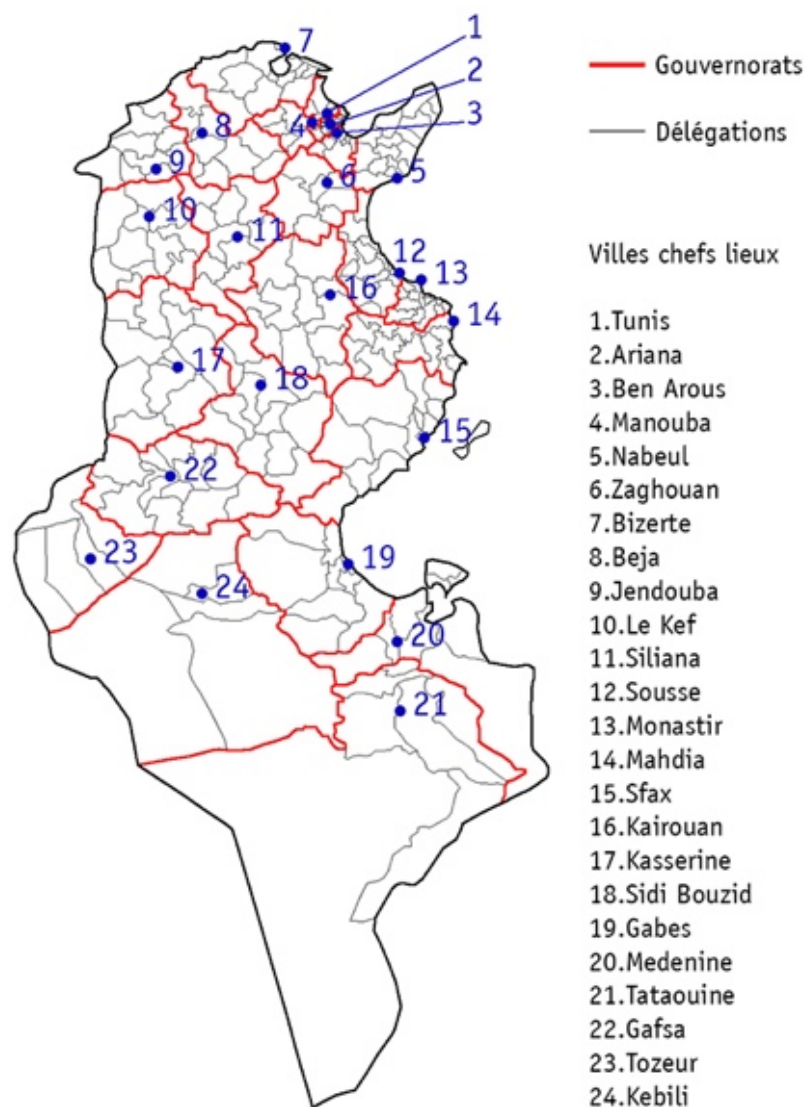 1
7
2
3
4
8
9
5
6
10
11
12
13
16
14
17
18
15
22
19
23
24
20
21
Gouvernorats
Délégations
Villes chefs lieux
1.Tunis
2.Ariana
3.Ben Arous
4.Manouba
5.Nabeul
6.Zaghouan
7.Bizerte
8.Beja
9.Jendouba
10.Le Kef
11.Siliana
12.Sousse
13.Monastir
14.Mahdia
15.Sfax
16.Kairouan
17.Kasserine
18.Sidi Bouzid
19.Gabes
20.Medenine
21.Tataouine
22.Gafsa
23.Tozeur
24.Kebili